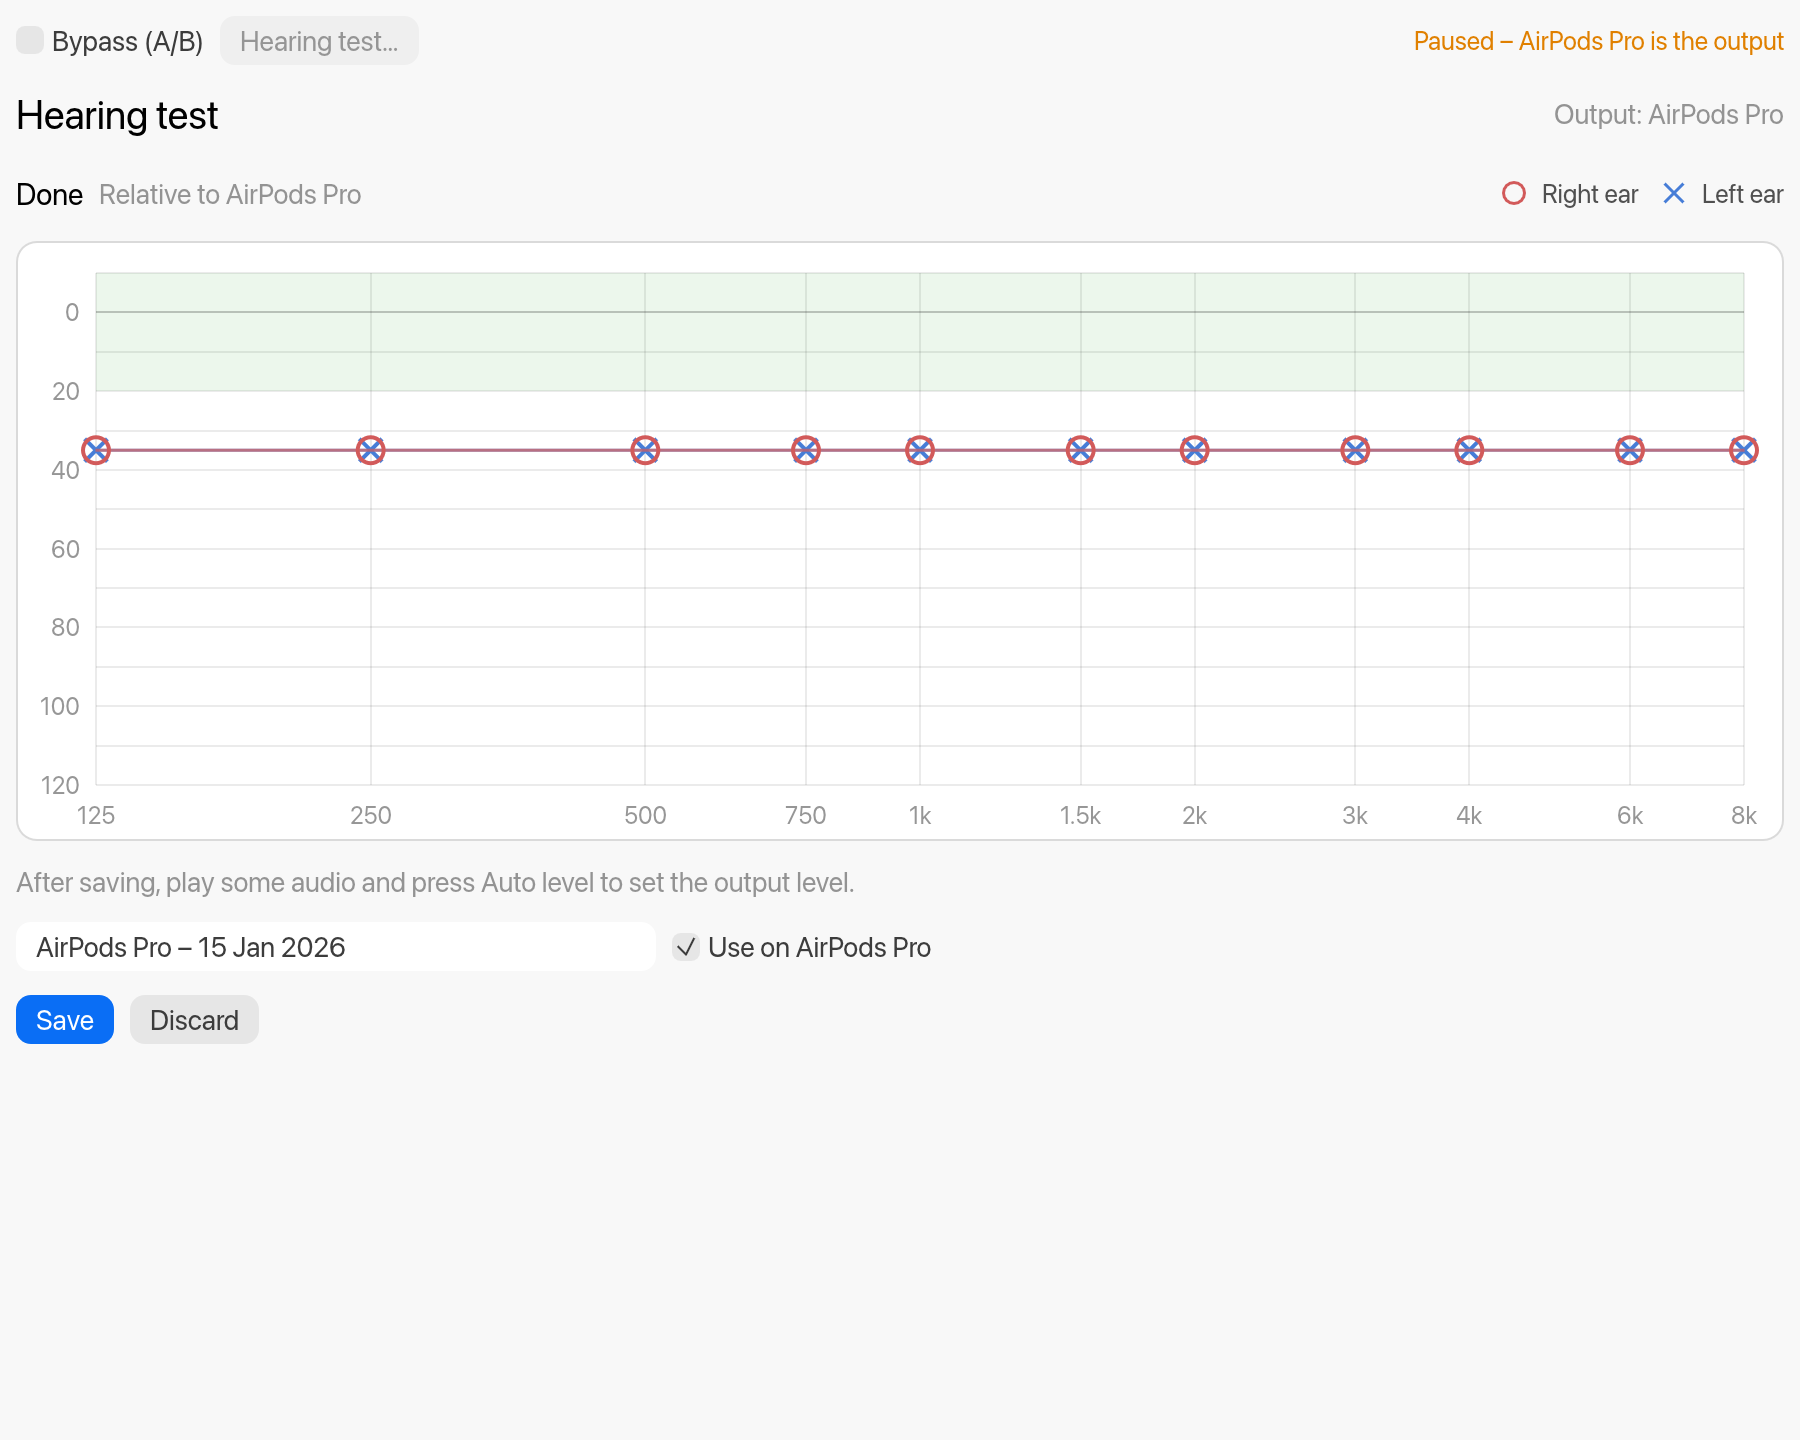 Bypass (A/B) Hearing test... Paused – AirPods Pro is the output
Hearing test Output: AirPods Pro
Done Relative to AirPods Pro Right ear Left ear
0
20
40
60
80
100
120
125 250 500 750 1k 1.5k 2k 3k 4k 6k 8k
After saving, play some audio and press Auto level to set the output level.
AirPods Pro – 15 Jan 2026 Use on AirPods Pro
Save Discard